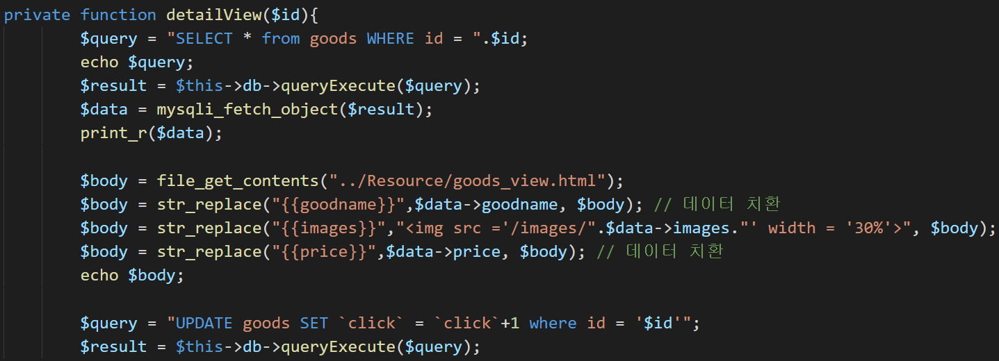 private function detailView($id){
$query = "SELECT * from goods WHERE id = ".$id;
echo $query;
$result = $this->db->queryExecute($query);
$data = mysqli_fetch_object($result);
print_r($data);
$body = file_get_contents("../Resource/goods_view.html");
$body = str_replace("{{goodname}}",$data->goodname, $body); // 데이터 치환
$body = str_replace("{{images}}","<img src ='/images/".$data->images."' width = '30%'>", $body);
$body = str_replace("{{price}}",$data->price, $body); // 데이터 치환
echo $body;
$query = "UPDATE goods SET `click` = `click`+1 where id = '$id'";
$result = $this->db->queryExecute($query);